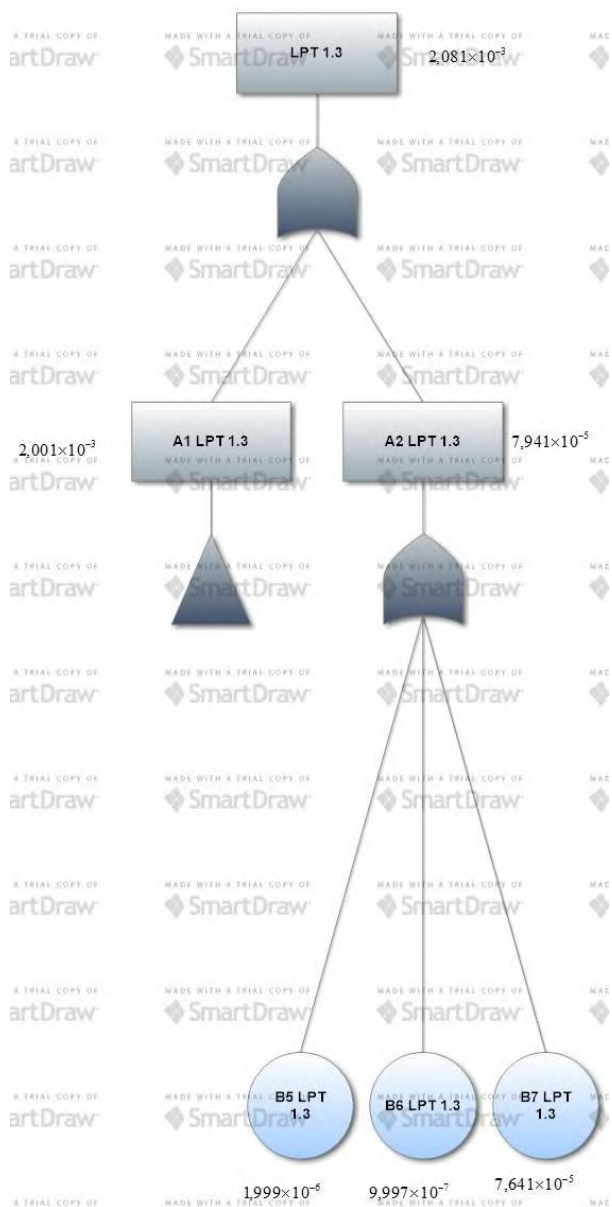 LPT 1.3
2,081×10⁻³
2,001×10⁻³
A1 LPT 1.3
A2 LPT 1.3
7,941×10⁻⁵
B5 LPT
1.3
B6 LPT 1.3
B7 LPT
1.3
1,999×10⁻⁶
9,997×10⁻⁷
7,641×10⁻⁵
MADE WITH A TRIAL COPY OF
SmartDraw